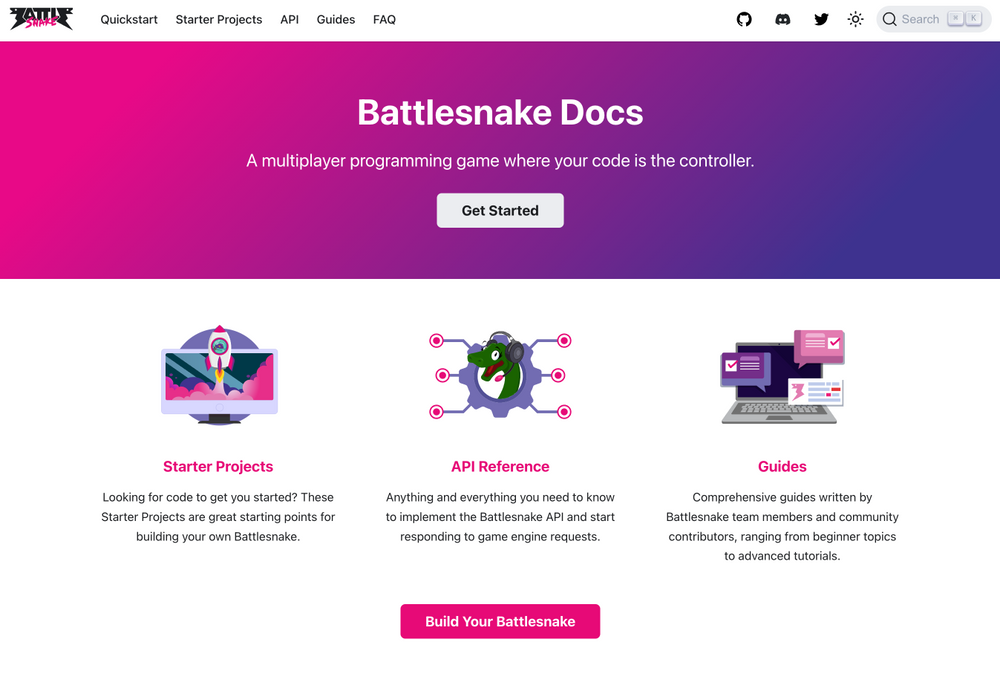 BATTLE
SNAKE
Quickstart Starter Projects API Guides FAQ
Search ⌘ K
Battlesnake Docs
A multiplayer programming game where your code is the controller.
Get Started
Starter Projects
Looking for code to get you started? These
Starter Projects are great starting points for
building your own Battlesnake.
API Reference
Anything and everything you need to know
to implement the Battlesnake API and start
responding to game engine requests.
Guides
Comprehensive guides written by
Battlesnake team members and community
contributors, ranging from beginner topics
to advanced tutorials.
Build Your Battlesnake